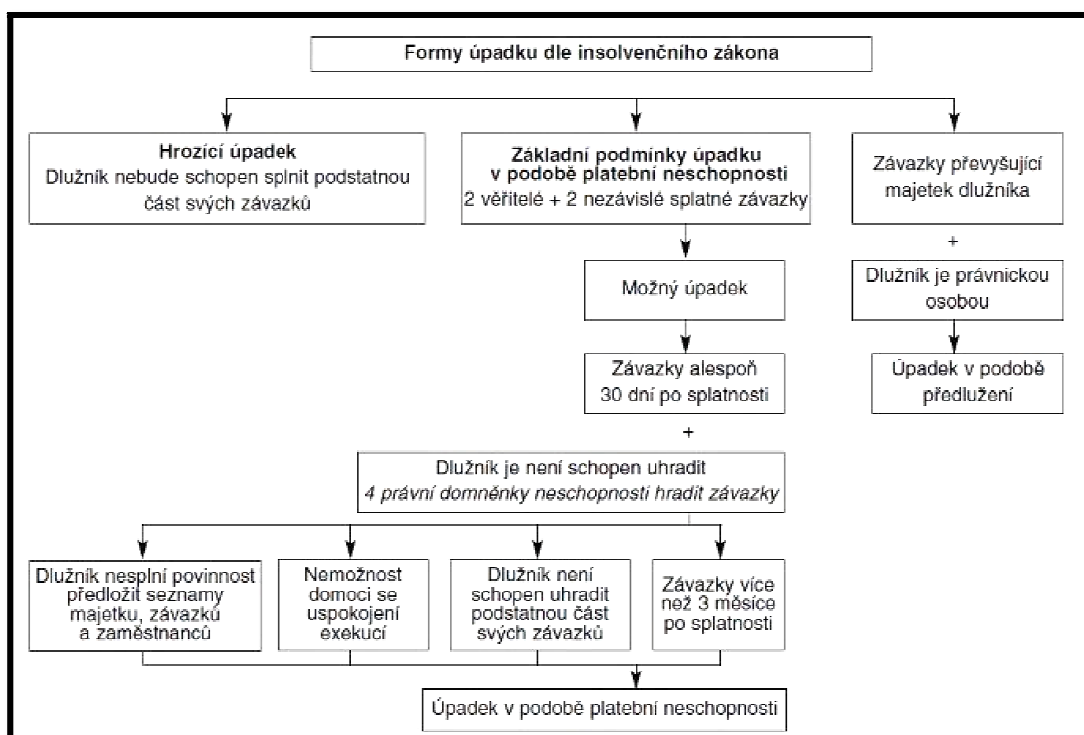 Formy úpadku dle insolvenčního zákona
Hrozící úpadek
Dlužník nebude schopen splnit podstatnou
část svých závazků
Základní podmínky úpadku
v podobě platební neschopnosti
2 věřitelé + 2 nezávislé splatné závazky
Závazky převyšující
majetek dlužníka
+
Možný úpadek
Dlužník je právnickou
osobou
Závazky alespoň
30 dní po splatnosti
Úpadek v podobě
předlužení
+
Dlužník je není schopen uhradit
4 právní domněnky neschopnosti hradit závazky
Dlužník nesplní povinnost
předložit seznamy
majetku, závazků
a zaměstnanců
Nemožnost
domoci se
uspokojení
exekucí
Dlužník není
schopen uhradit
podstatnou část
svých závazků
Závazky více
než 3 měsíce
po splatnosti
Úpadek v podobě platební neschopnosti